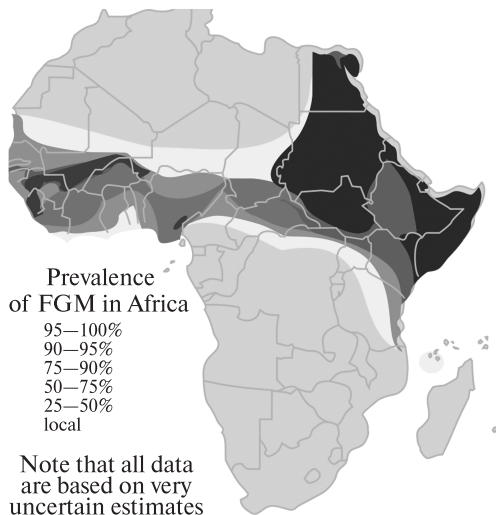 Prevalence
of FGM in Africa
95—100%
90—95%
75—90%
50—75%
25—50%
local
Note that all data
are based on very
uncertain estimates